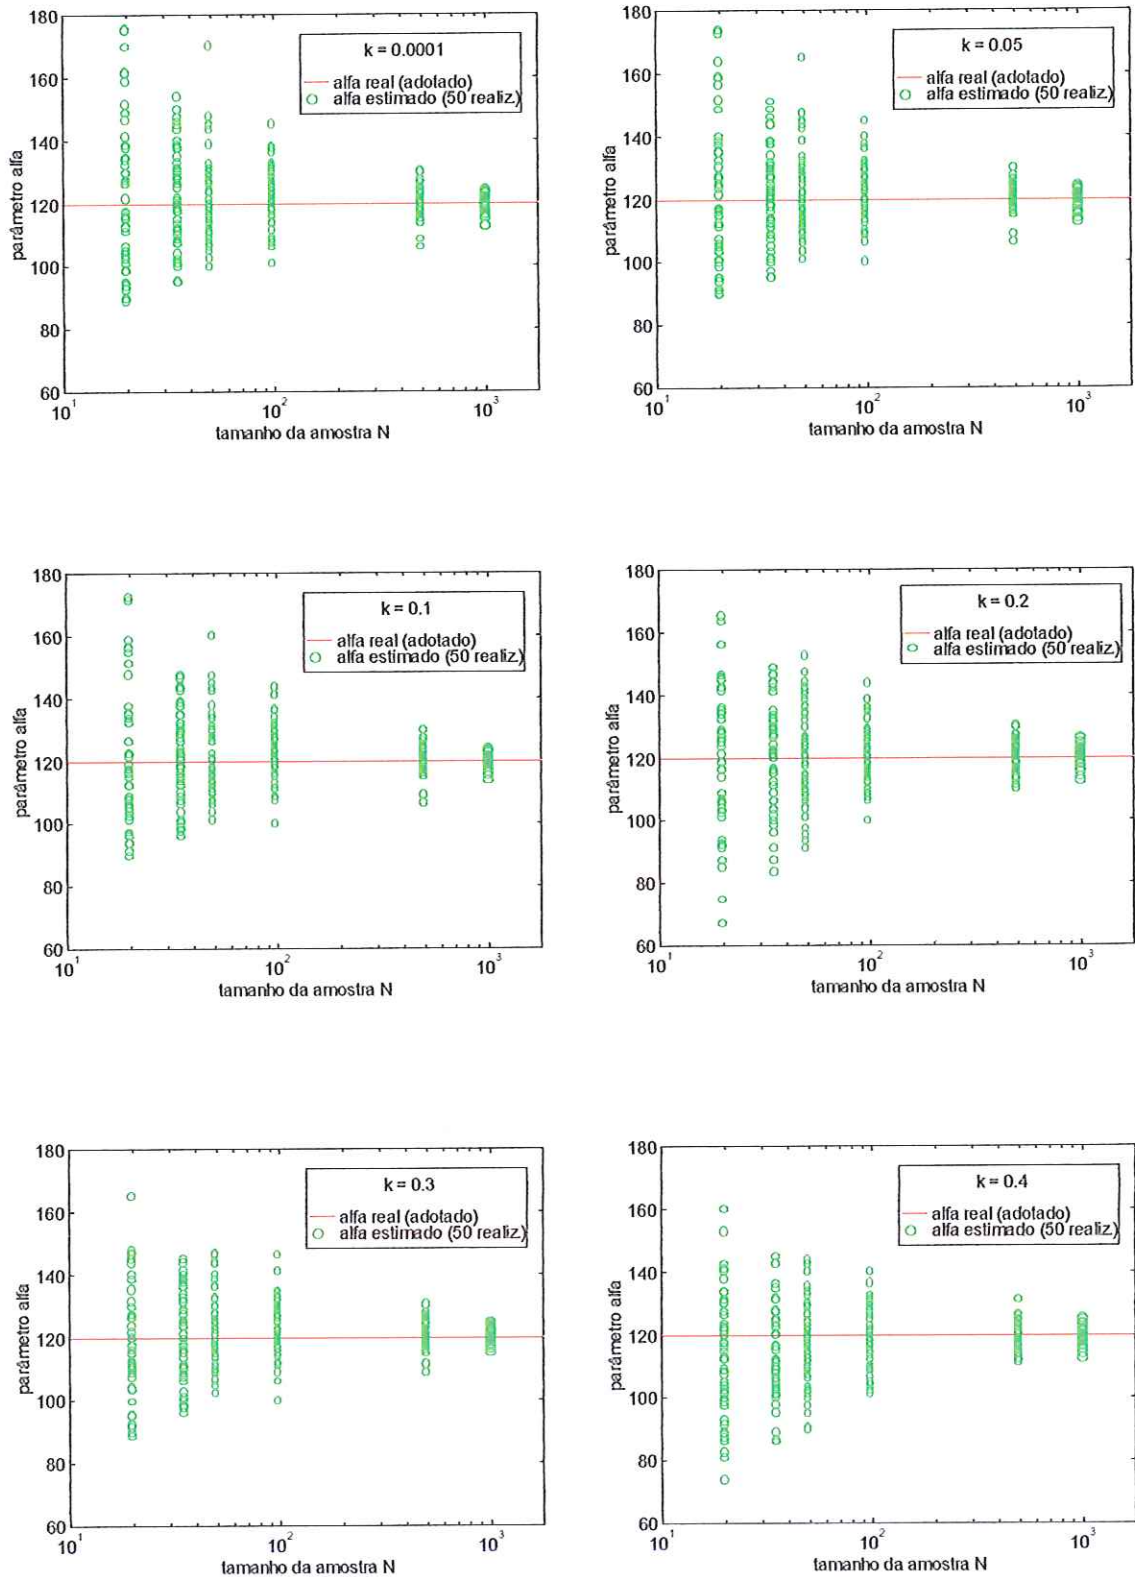 180
160
140
120
100
80
60
parâmetro alfa
k = 0.0001
alfa real (adotado)
alfa estimado (50 realiz.)
10¹
10²
10³
tamanho da amostra N
180
160
140
120
100
80
60
parâmetro alfa
k = 0.05
alfa real (adotado)
alfa estimado (50 realiz.)
10¹
10²
10³
tamanho da amostra N
180
160
140
120
100
80
60
parâmetro alfa
k = 0.1
alfa real (adotado)
alfa estimado (50 realiz.)
10¹
10²
10³
tamanho da amostra N
180
160
140
120
100
80
60
parâmetro alfa
k = 0.2
alfa real (adotado)
alfa estimado (50 realiz.)
10¹
10²
10³
tamanho da amostra N
180
160
140
120
100
80
60
parâmetro alfa
k = 0.3
alfa real (adotado)
alfa estimado (50 realiz.)
10¹
10²
10³
tamanho da amostra N
180
160
140
120
100
80
60
parâmetro alfa
k = 0.4
alfa real (adotado)
alfa estimado (50 realiz.)
10¹
10²
10³
tamanho da amostra N